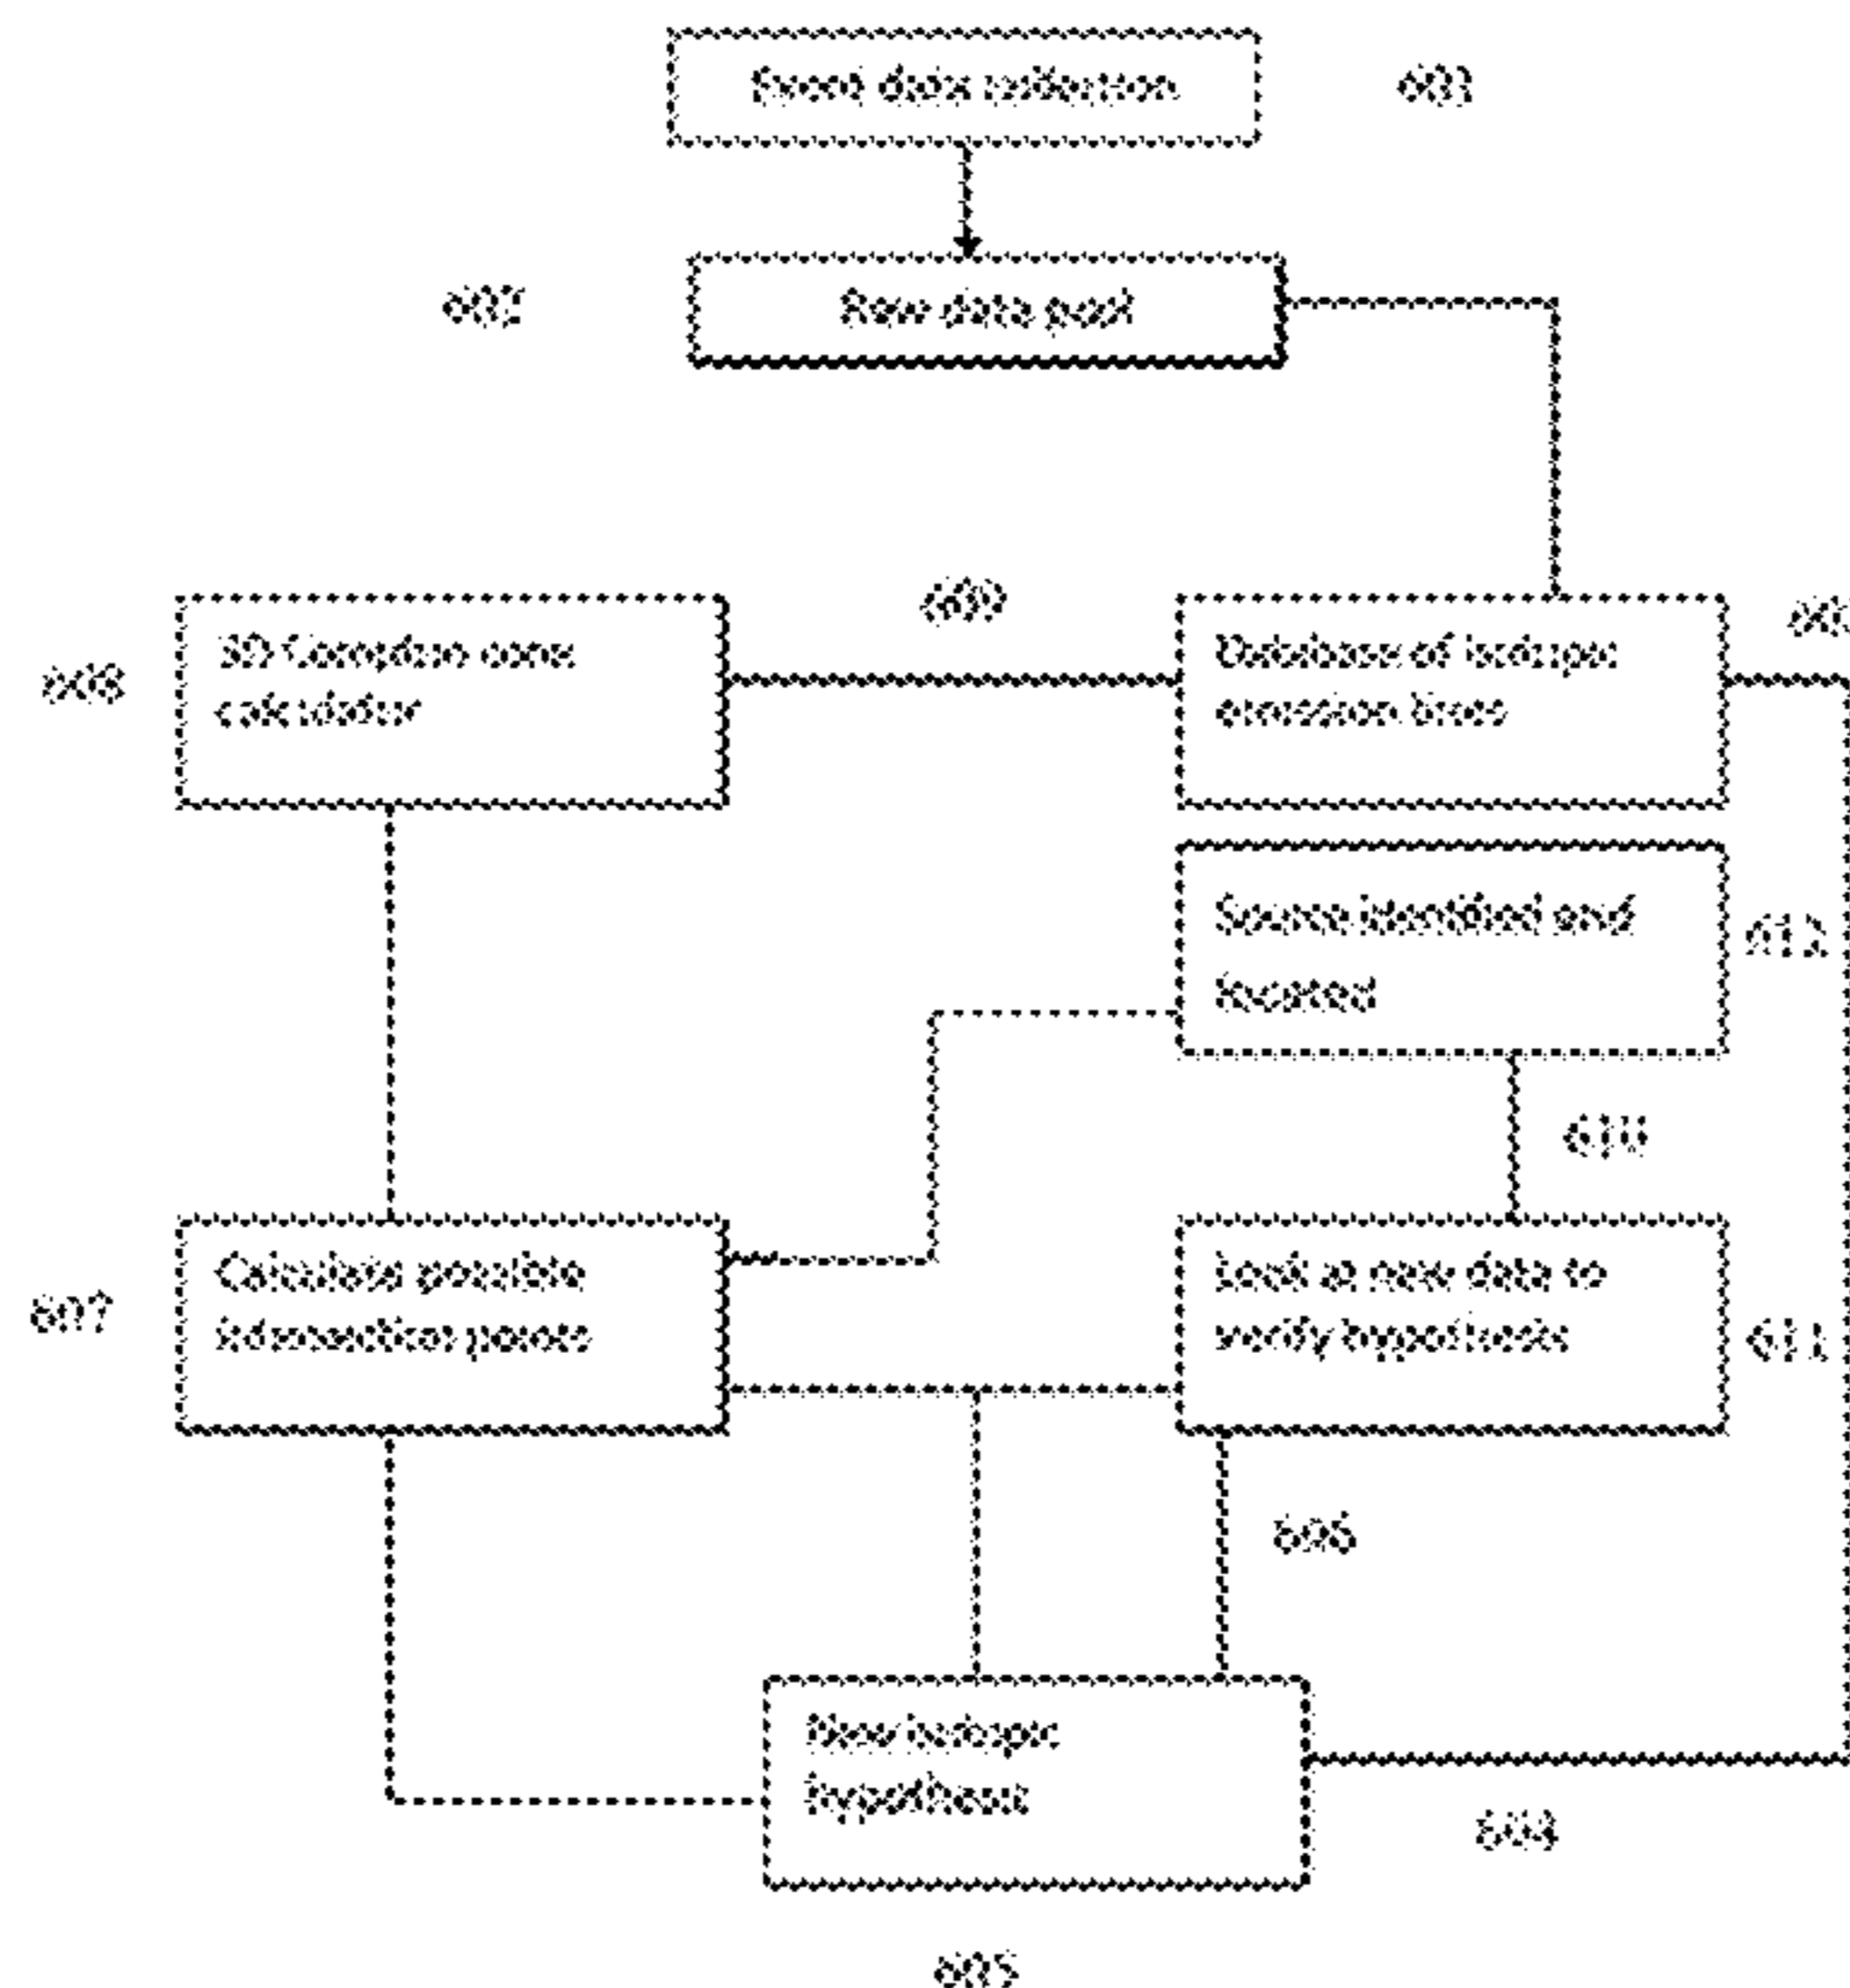 Event data collection
602
Raw data pool
609
3D Compton cone
calculator
608
Database of isotopic
emission lines
Source identified and
located
612
610
Calculate possible
intersection points
607
Look at new data to
verify hypothesis
611
606
New isotopic
hypothesis
604
605